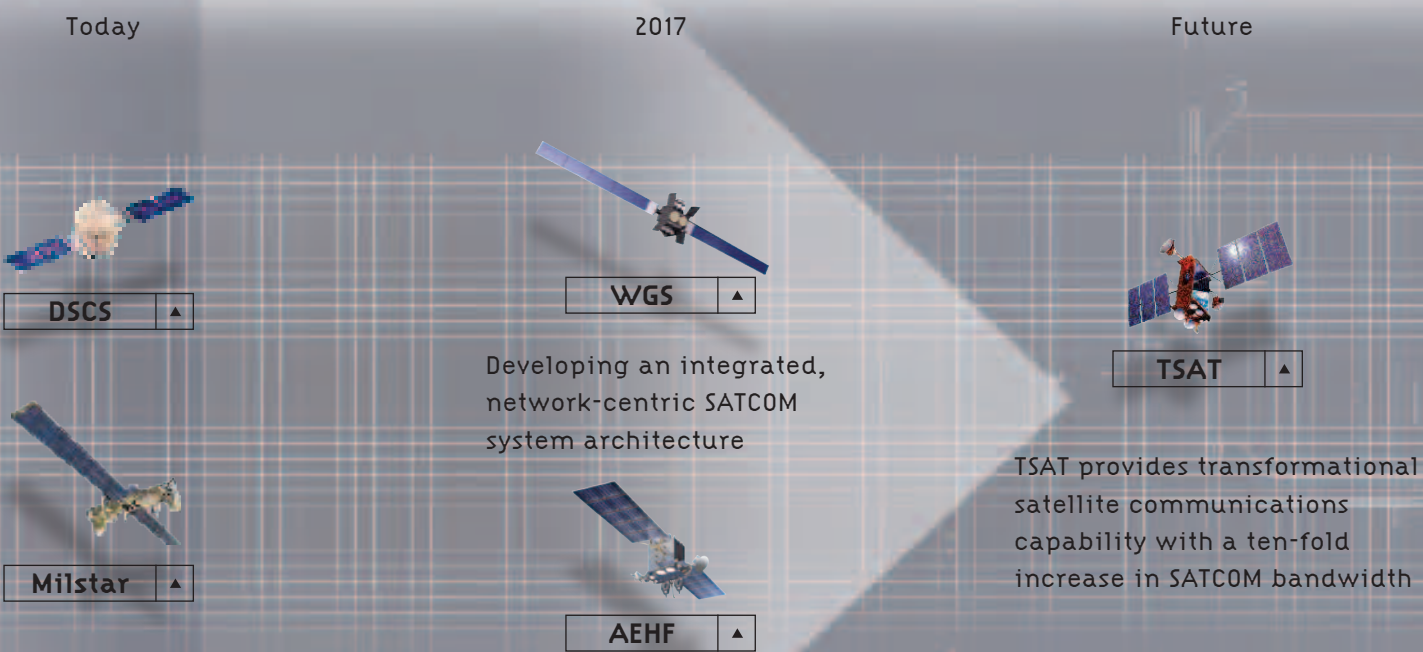 Today
2017
Future
DSCS ▲
WGS ▲
TSAT ▲
Developing an integrated,
network-centric SATCOM
system architecture
Milstar ▲
AEHF ▲
TSAT provides transformational
satellite communications
capability with a ten-fold
increase in SATCOM bandwidth